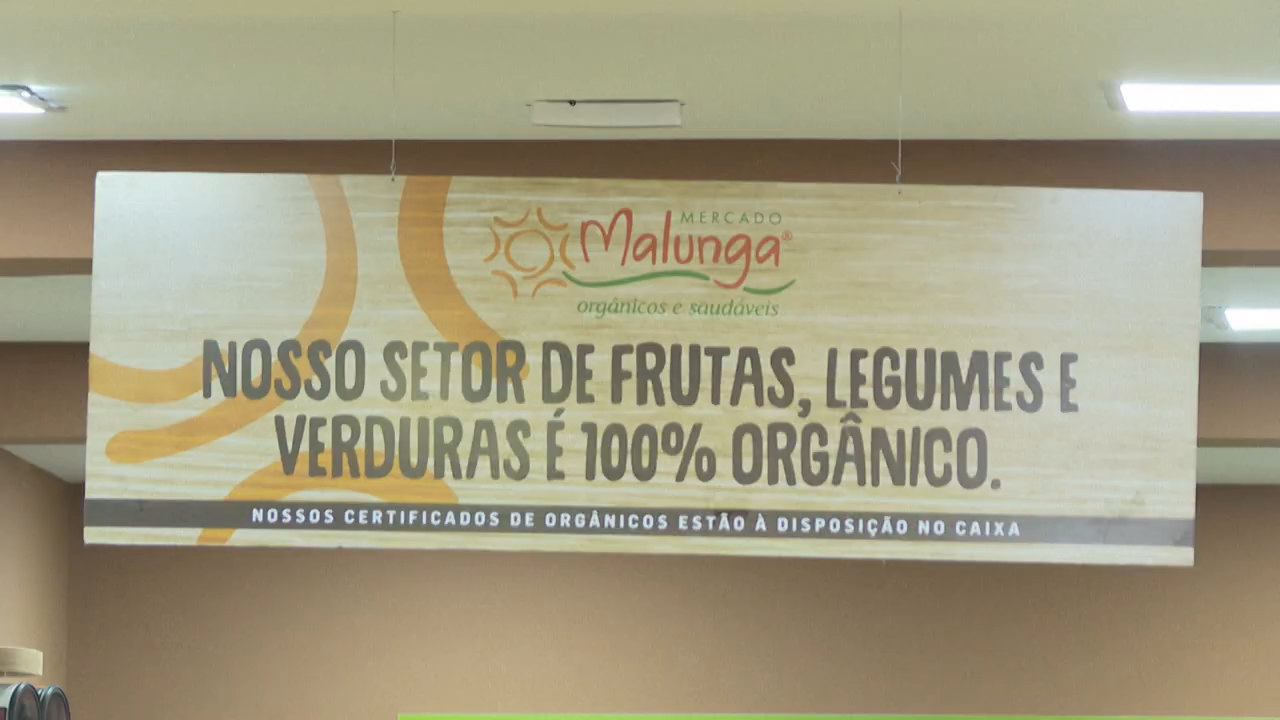 MERCADO
Malunga®
orgânicos e saudáveis
NOSSO SETOR DE FRUTAS, LEGUMES E
VERDURAS É 100% ORGÂNICO.
NOSSOS CERTIFICADOS DE ORGÂNICOS ESTÃO À DISPOSIÇÃO NO CAIXA